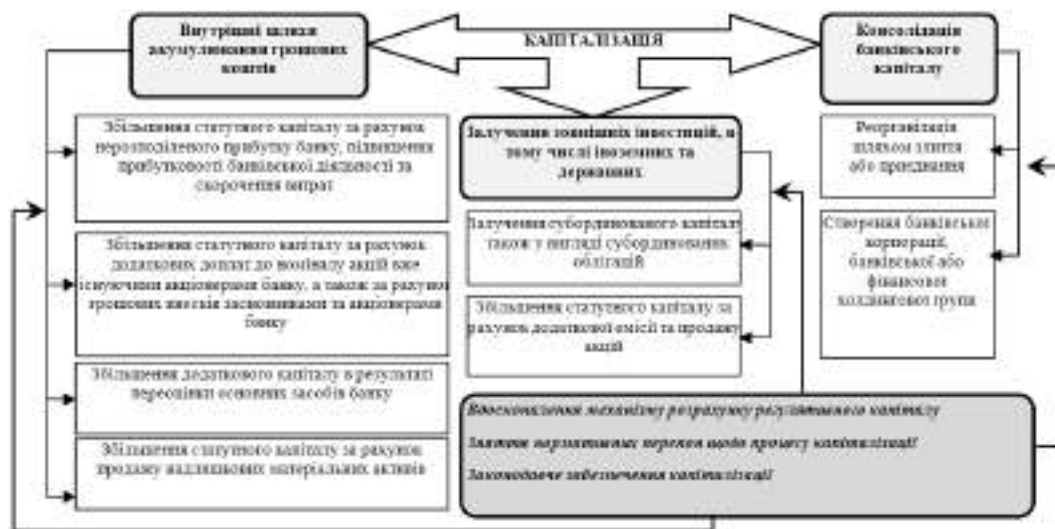 Внутрішні шляхи
акумулювання грошових
коштів
КАПІТАЛІЗАЦІЯ
Консолідація
банківського
капіталу
Збільшення статутного капіталу за рахунок
нерозподіленого прибутку банку, підвищення
прибутковості банківської діяльності та
скорочення витрат
Збільшення статутного капіталу за рахунок
додаткових доплат до номіналу акцій вже
існуючими акціонерами банку, а також за рахунок
грошових внесків засновниками та акціонерами
банку
Збільшення додаткового капіталу в результаті
переоцінки основних засобів банку
Збільшення статутного капіталу за рахунок
продажу надлишкових матеріальних активів
Залучення зовнішніх інвестицій, в
тому числі іноземних та
державних
Залучення субординованого капіталу
також у вигляді субординованих
облігацій
Збільшення статутного капіталу за
рахунок додаткової емісії та продажу
акцій
Реорганізація
шляхом злиття
або приєднання
Створення банківської
корпорації,
банківської або
фінансової
холдингової групи
Вдосконалення механізму розрахунку регулятивного капіталу
Зняття нормативних перепон щодо процесу капіталізації
Законодавче забезпечення капіталізації